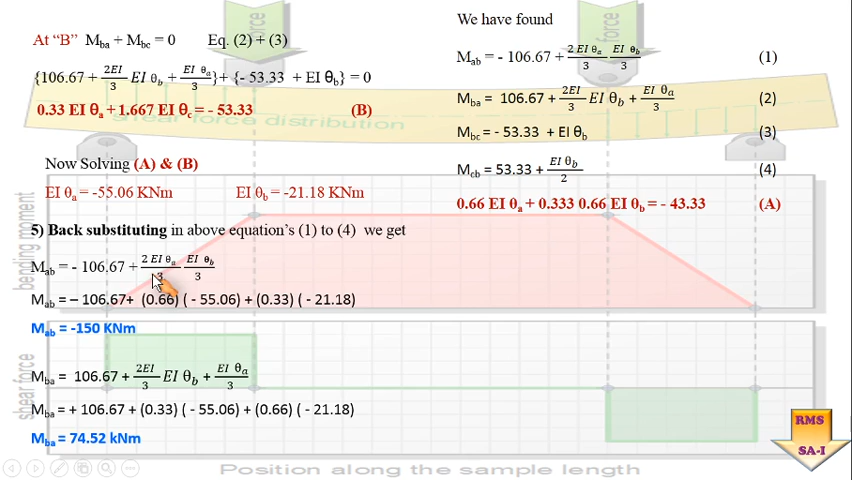 At “B” Mba + Mbc = 0 Eq. (2) + (3)
{106.67 + 2EI/3 EI θb + EI θa/3} + {- 53.33 + EI θb} = 0
0.33 EI θa + 1.667 EI θc = - 53.33 (B)
Now Solving (A) & (B)
EI θa = -55.06 KNm EI θb = -21.18 KNm
We have found
Mab = - 106.67 + 2 EI θa/3 EI θb/3 (1)
Mba = 106.67 + 2EI/3 EI θb + EI θa/3 (2)
Mbc = - 53.33 + EI θb (3)
Mcb = 53.33 + EI θb/2 (4)
0.66 EI θa + 0.333 0.66 EI θb = - 43.33 (A)
5) Back substituting in above equation’s (1) to (4) we get
Mab = - 106.67 + 2 EI θa/3 EI θb/3
Mab = – 106.67+ (0.66) ( - 55.06) + (0.33) ( - 21.18)
Mab = -150 KNm
Mba = 106.67 + 2EI/3 EI θb + EI θa/3
Mba = + 106.67 + (0.33) ( - 55.06) + (0.66) ( - 21.18)
Mba = 74.52 kNm
force
force
shear force distribution
bending moment
shear force
Position along the sample length
RMS
SA-I